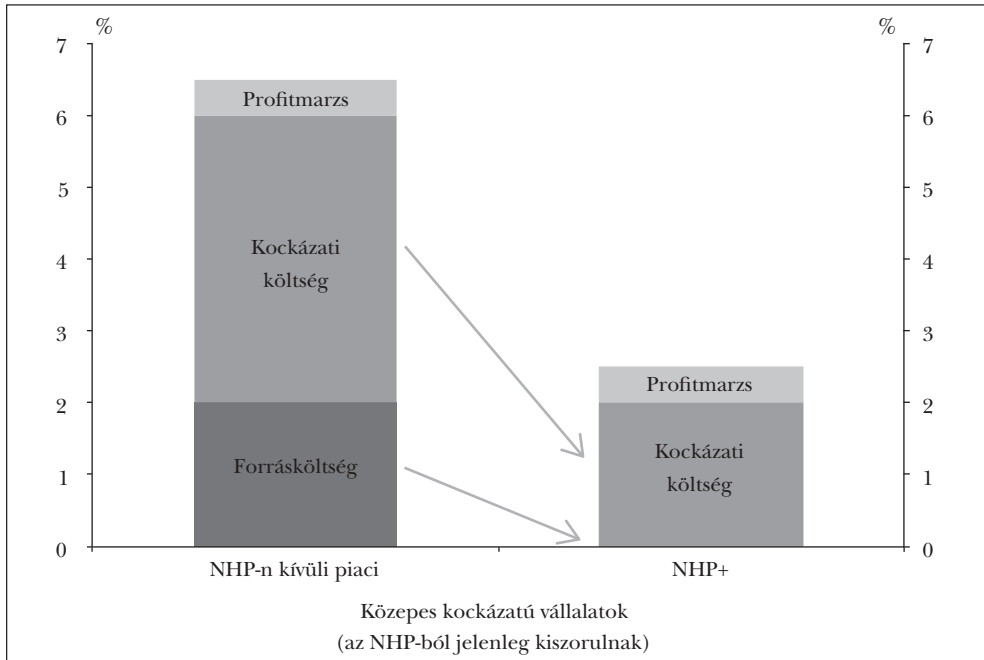 % %
7 7
Profitmarzs
6 6
5 5
Kockázati
költség
4 4
3 3
Profitmarzs
2 2
Kockázati
költség
Forrásköltség
1 1
0 0
NHP-n kívüli piaci NHP+
Közepes kockázatú vállalatok
(az NHP-ból jelenleg kiszorulnak)